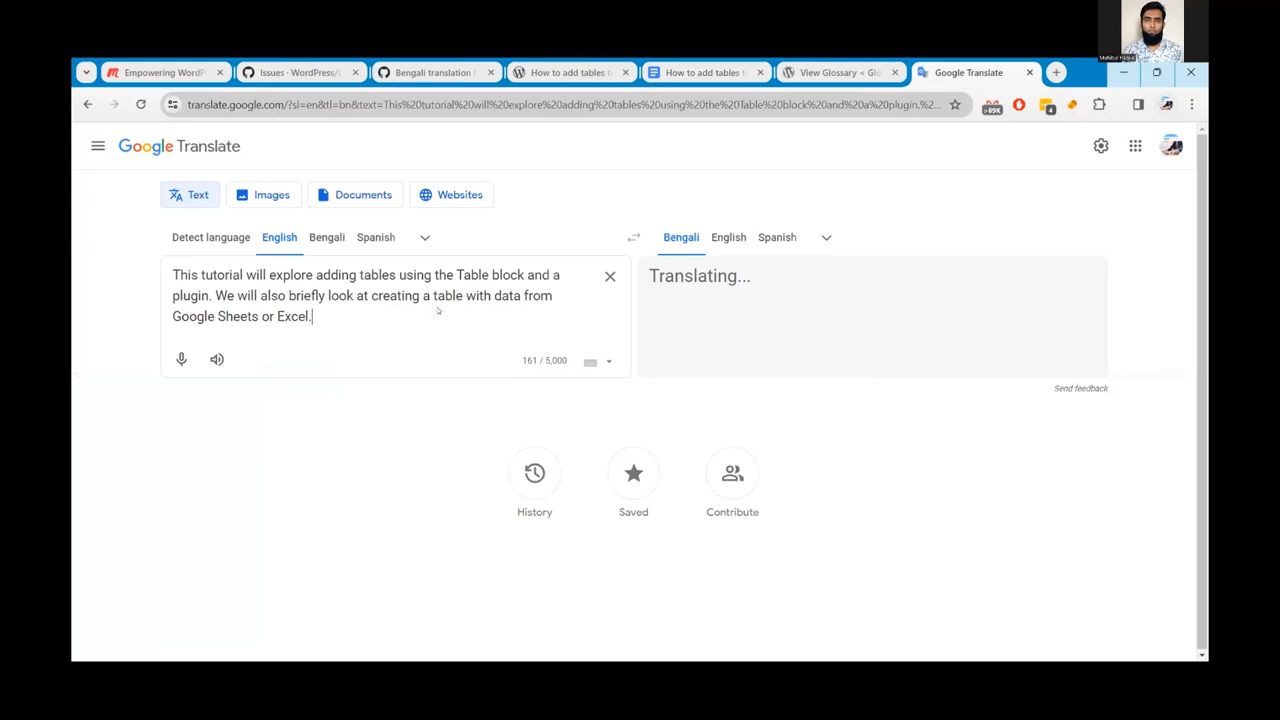 Empowering WordP
Issues · WordPress/L
Bengali translation f
How to add tables t
How to add tables t
View Glossary < Glo
Google Translate
translate.google.com/?sl=en&tl=bn&text=This%20tutorial%20will%20explore%20adding%20tables%20using%20the%20Table%20block%20and%20a%20plugin.%...
>89K
4
Google Translate
Text
Images
Documents
Websites
Detect language
English
Bengali
Spanish
Bengali
English
Spanish
This tutorial will explore adding tables using the Table block and a
plugin. We will also briefly look at creating a table with data from
Google Sheets or Excel.
161 / 5,000
Translating...
Send feedback
History
Saved
Contribute